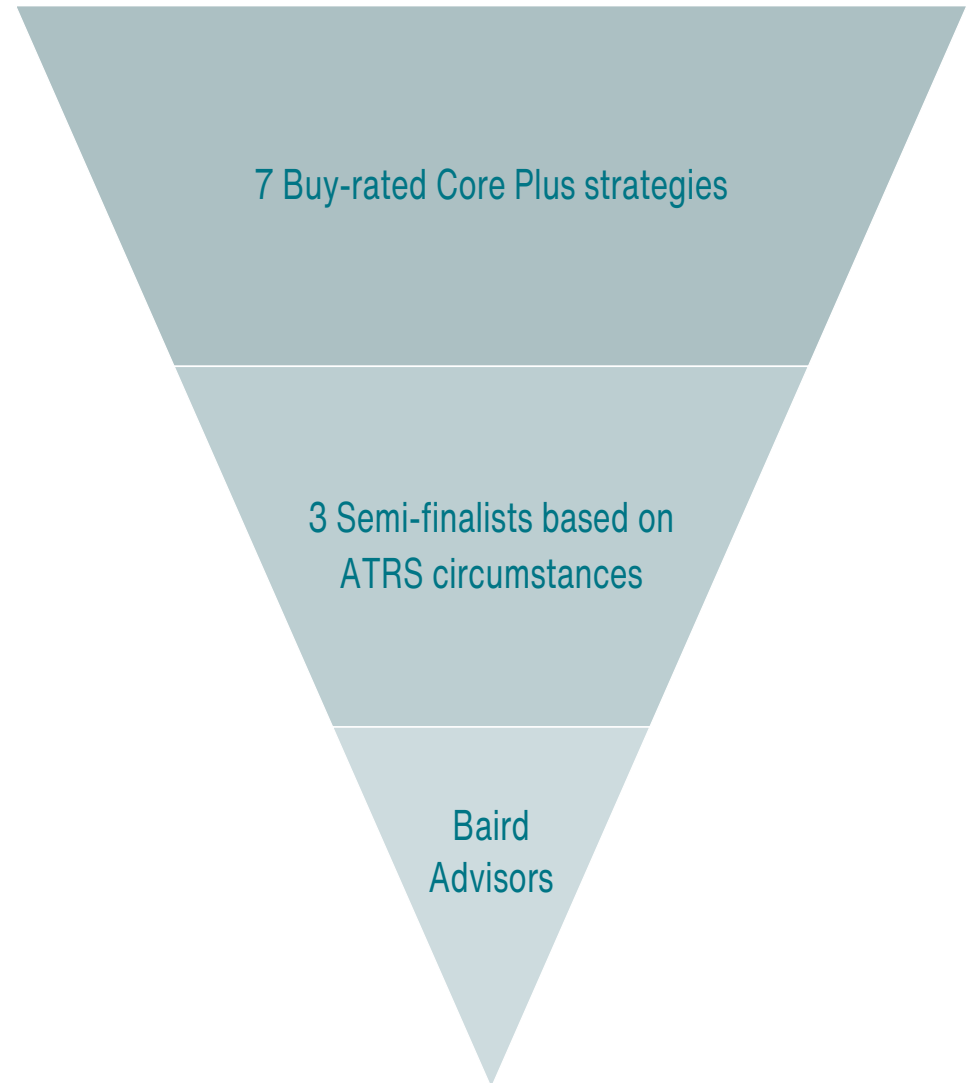 7 Buy-rated Core Plus strategies
3 Semi-finalists based on
ATRS circumstances
Baird
Advisors